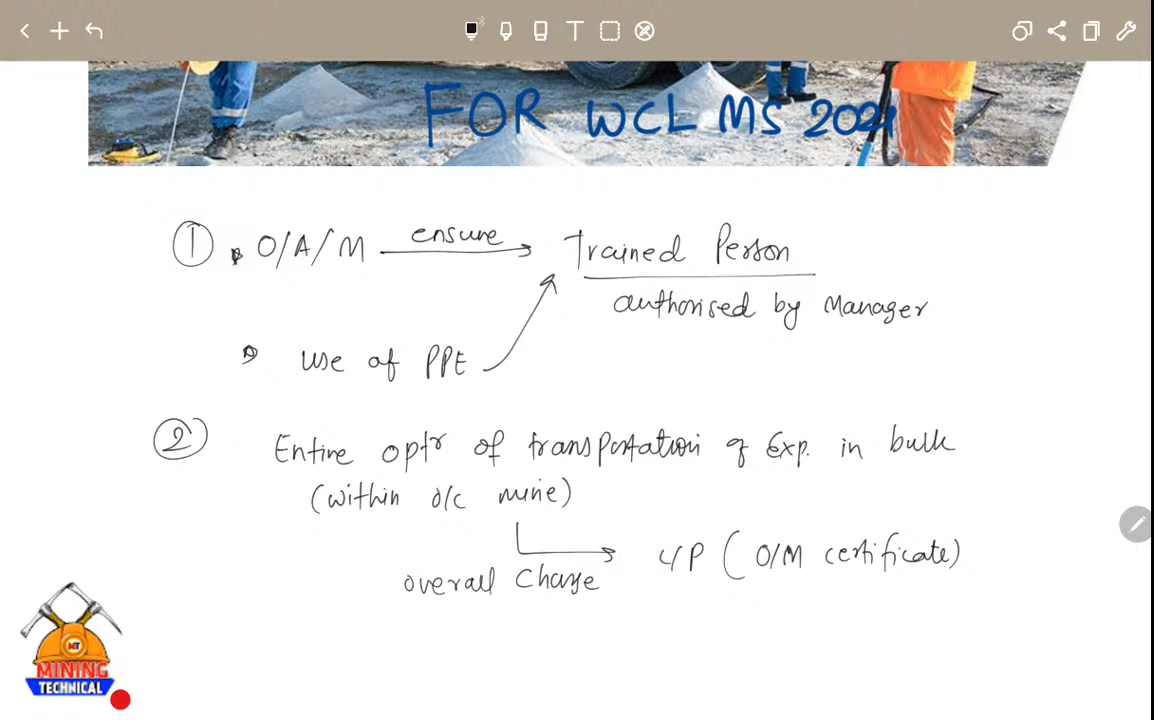 FOR WCL MS 2021
① O/A/M ensure Trained Person
authorised by Manager
Use of PPE
② Entire optr of transportation of Exp. in bulk
(within o/c mine)
overall charge
C/P ( O/M certificate)
MT
MINING
TECHNICAL